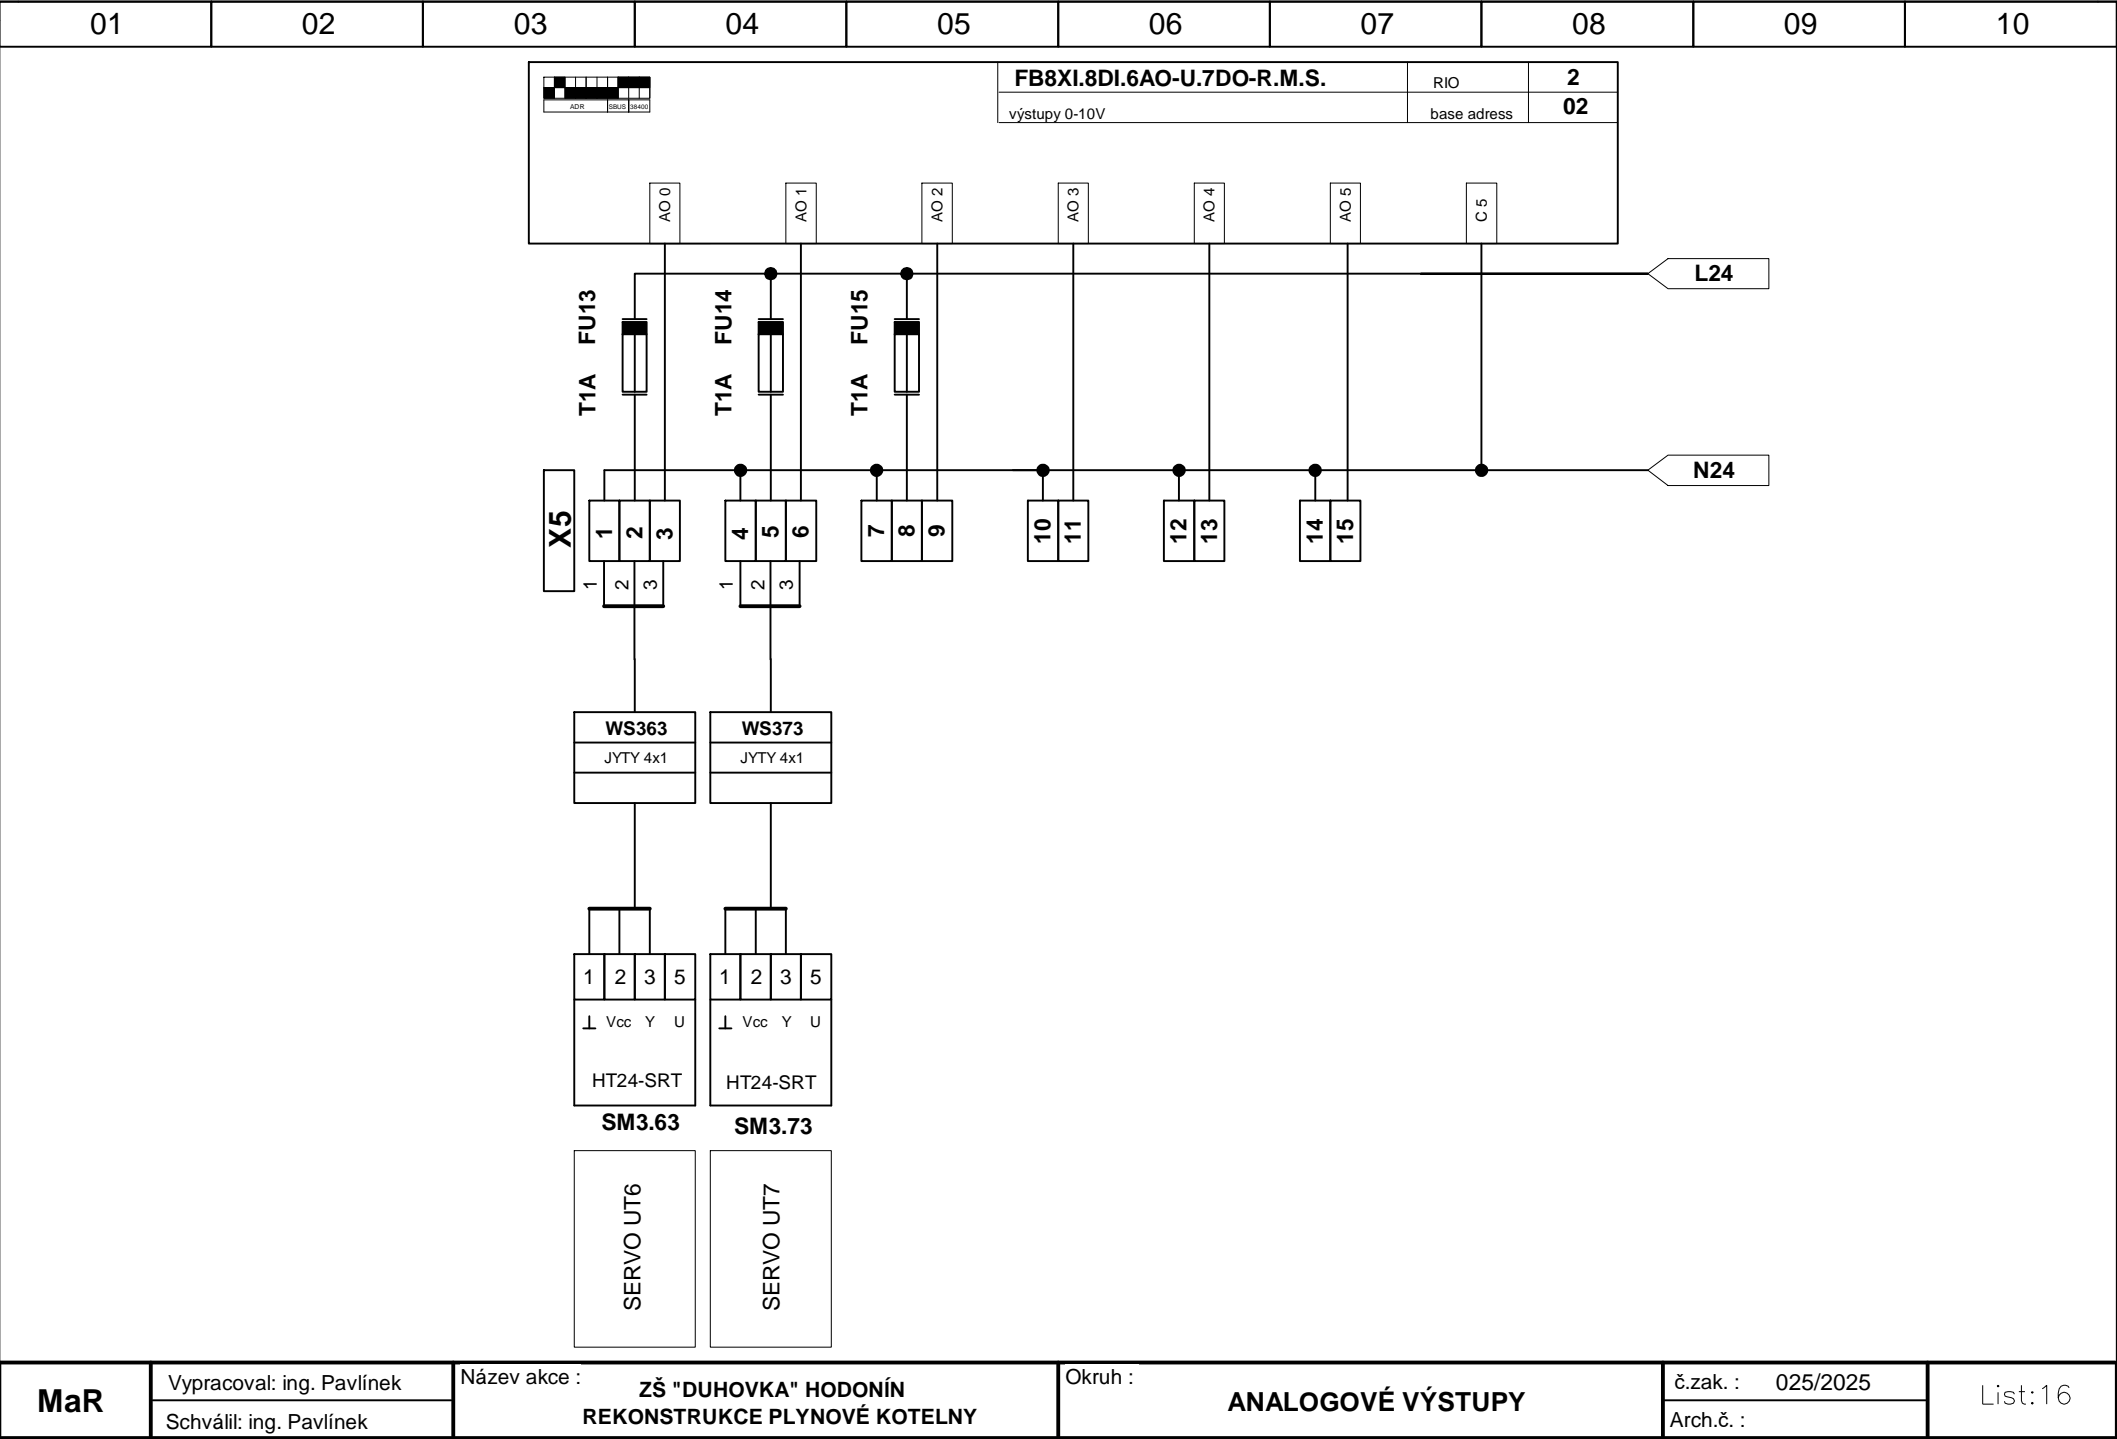 01 02 03 04 05 06 07 08 09 10
FB8XI.8DI.6AO-U.7DO-R.M.S. RIO 2
výstupy 0-10V base adress 02
ADR SBUS 38400
AO 0 AO 1 AO 2 AO 3 AO 4 AO 5 C 5
L24
T1A FU13 T1A FU14 T1A FU15
N24
X5 1 2 3 4 5 6 7 8 9 10 11 12 13 14 15
1 2 3 1 2 3
WS363 WS373
JYTY 4x1 JYTY 4x1
1 2 3 5 1 2 3 5
⊥ Vcc Y U ⊥ Vcc Y U
HT24-SRT HT24-SRT
SM3.63 SM3.73
SERVO UT6 SERVO UT7
MaR
Vypracoval: ing. Pavlínek
Schválil: ing. Pavlínek
Název akce :
ZŠ "DUHOVKA" HODONÍN
REKONSTRUKCE PLYNOVÉ KOTELNY
Okruh :
ANALOGOVÉ VÝSTUPY
č.zak. : 025/2025
Arch.č. :
List:16